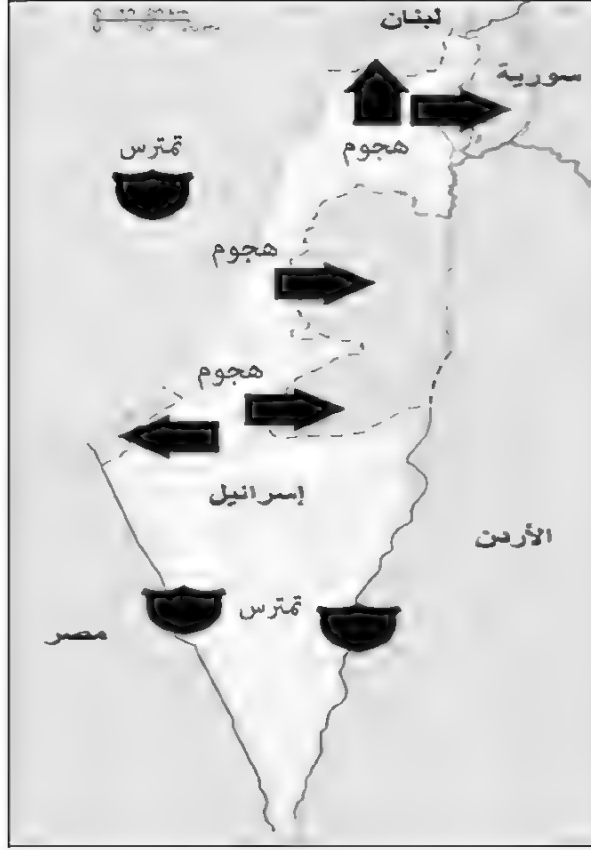 لبنان
سورية
هجوم
تمترس
هجوم
هجوم
إسرائيل
الأردن
تمترس
مصر